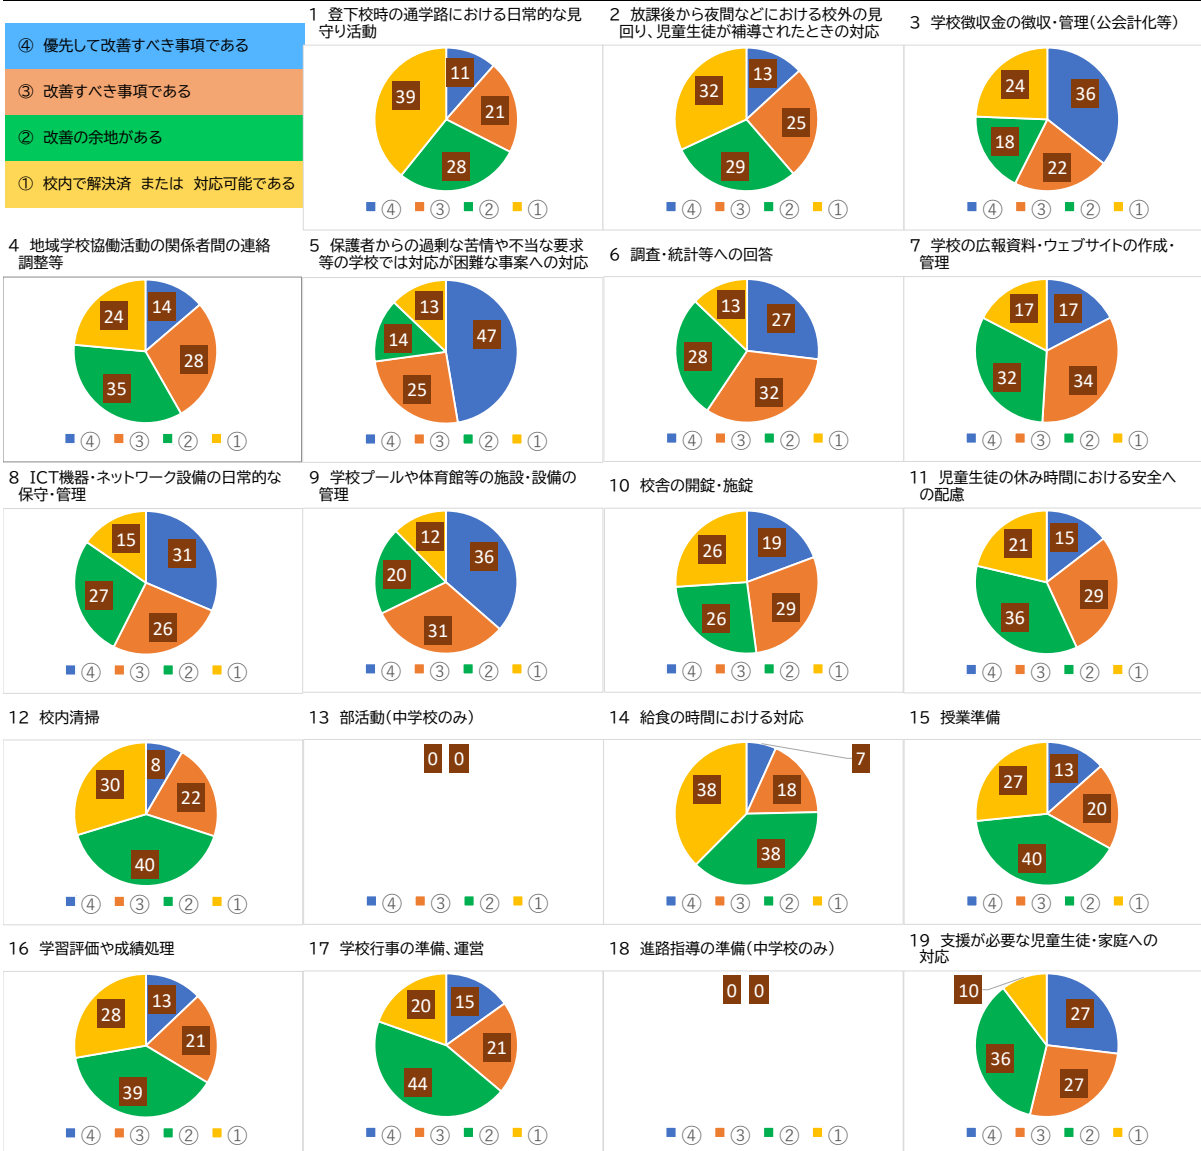 ④ 優先して改善すべき事項である
③ 改善すべき事項である
② 改善の余地がある
① 校内で解決済 または 対応可能である
1 登下校時の通学路における日常的な見
守り活動
39
11
21
28
④ ③ ② ①
2 放課後から夜間などにおける校外の見
回り、児童生徒が補導されたときの対応
32
13
25
29
④ ③ ② ①
3 学校徴収金の徴収・管理(公会計化等)
24
36
18
22
④ ③ ② ①
4 地域学校協働活動の関係者間の連絡
調整等
24
14
28
35
④ ③ ② ①
5 保護者からの過剰な苦情や不当な要求
等の学校では対応が困難な事案への対応
13
47
14
25
④ ③ ② ①
6 調査・統計等への回答
13
27
28
32
④ ③ ② ①
7 学校の広報資料・ウェブサイトの作成・
管理
17
17
32
34
④ ③ ② ①
8 ICT機器・ネットワーク設備の日常的な
保守・管理
15
31
27
26
④ ③ ② ①
9 学校プールや体育館等の施設・設備の
管理
12
36
20
31
④ ③ ② ①
10 校舎の開錠・施錠
26
19
26
29
④ ③ ② ①
11 児童生徒の休み時間における安全へ
の配慮
21
15
29
36
④ ③ ② ①
12 校内清掃
8
30
22
40
④ ③ ② ①
13 部活動(中学校のみ)
0 0
④ ③ ② ①
14 給食の時間における対応
7
38
18
38
④ ③ ② ①
15 授業準備
27
13
20
40
④ ③ ② ①
16 学習評価や成績処理
28
13
21
39
④ ③ ② ①
17 学校行事の準備、運営
20
15
21
44
④ ③ ② ①
18 進路指導の準備(中学校のみ)
0 0
④ ③ ② ①
19 支援が必要な児童生徒・家庭への
対応
10
27
36
27
④ ③ ② ①